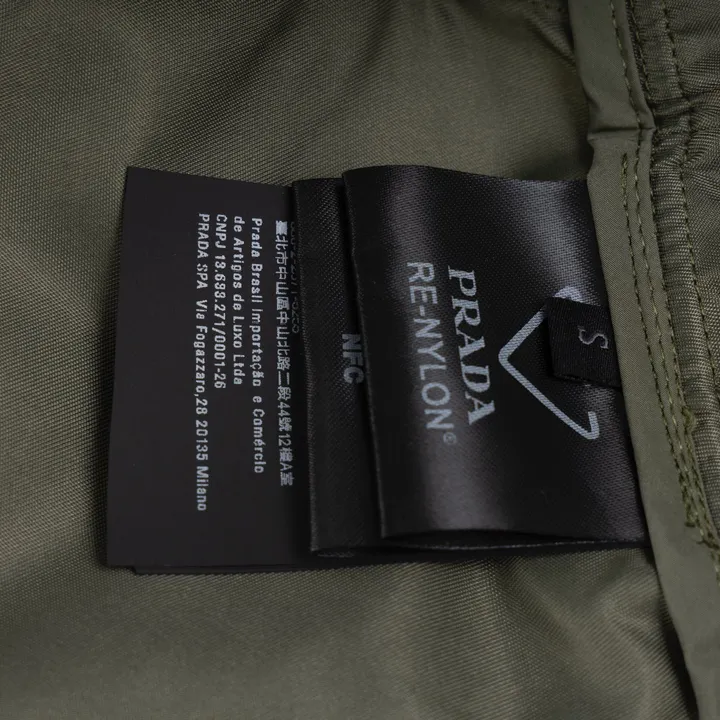 PRADA
RE-NYLON®
S
NFC
臺北市中山區中山北路二段44號12樓A室
Prada Brasil Importação e Comércio
de Artigos de Luxo Ltda
CNPJ 13.693.271/0001-26
PRADA SPA Via Fogazzaro,28 20135 Milano